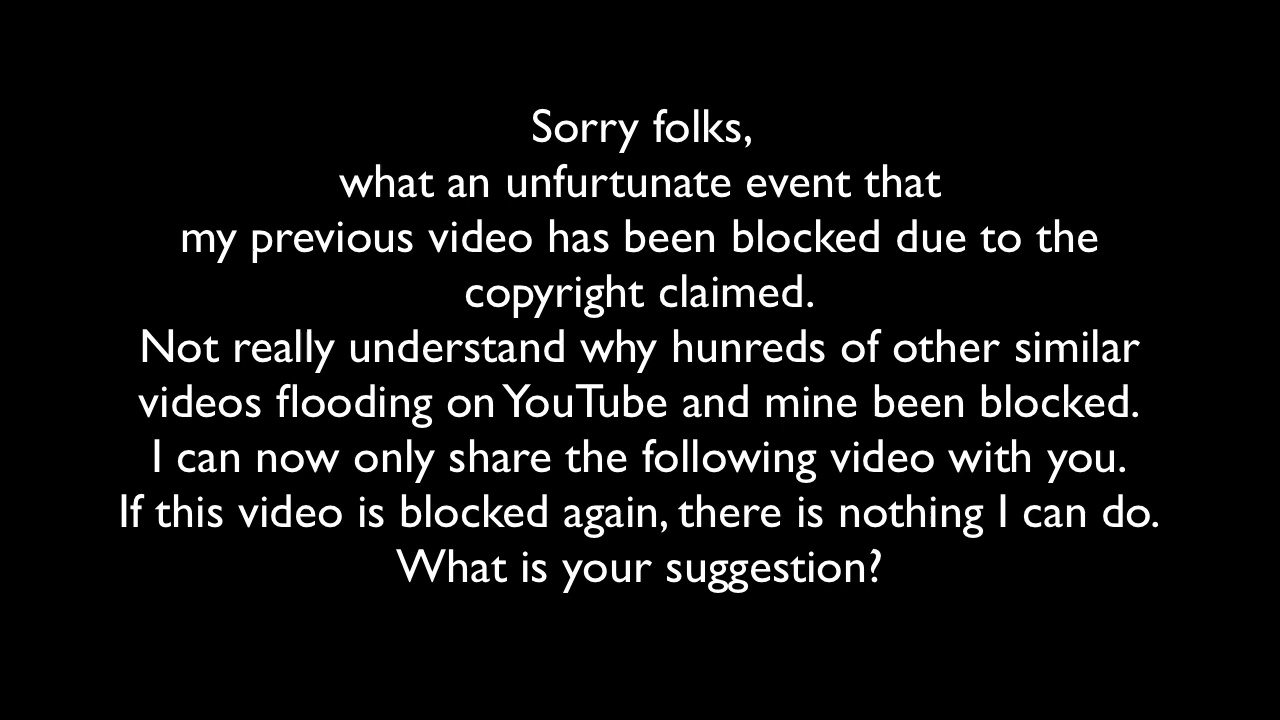 Sorry folks,
what an unfurtunate event that
my previous video has been blocked due to the
copyright claimed.
Not really understand why hunreds of other similar
videos flooding on YouTube and mine been blocked.
I can now only share the following video with you.
If this video is blocked again, there is nothing I can do.
What is your suggestion?